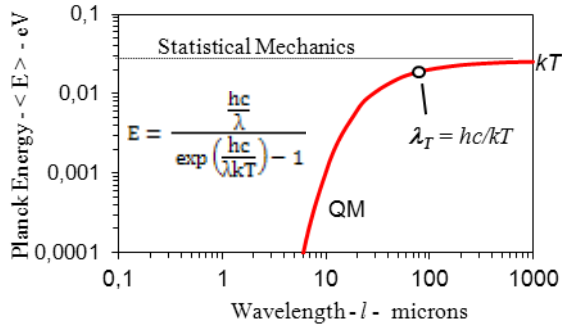 Planck Energy - < E > - eV
0,1
0,01
0,001
0,0001
Statistical Mechanics
kT
E = hc/λ / exp(hc/λkT) − 1
λT = hc/kT
QM
0,1 1 10 100 1000
Wavelength - l - microns